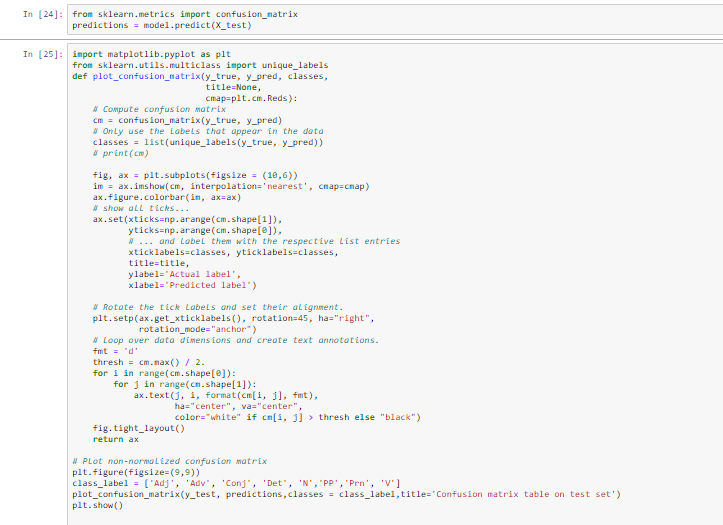 In [24]: from sklearn.metrics import confusion_matrix
predictions = model.predict(X_test)
In [25]: import matplotlib.pyplot as plt
from sklearn.utils.multiclass import unique_labels
def plot_confusion_matrix(y_true, y_pred, classes,
title=None,
cmap=plt.cm.Reds):
# Compute confusion matrix
cm = confusion_matrix(y_true, y_pred)
# Only use the labels that appear in the data
classes = list(unique_labels(y_true, y_pred))
# print(cm)
fig, ax = plt.subplots(figsize = (10,6))
im = ax.imshow(cm, interpolation='nearest', cmap=cmap)
ax.figure.colorbar(im, ax=ax)
# show all ticks...
ax.set(xticks=np.arange(cm.shape[1]),
yticks=np.arange(cm.shape[0]),
# ... and label them with the respective list entries
xticklabels=classes, yticklabels=classes,
title=title,
ylabel='Actual label',
xlabel='Predicted label')
# Rotate the tick labels and set their alignment.
plt.setp(ax.get_xticklabels(), rotation=45, ha="right",
rotation_mode="anchor")
# Loop over data dimensions and create text annotations.
fmt = 'd'
thresh = cm.max() / 2.
for i in range(cm.shape[0]):
for j in range(cm.shape[1]):
ax.text(j, i, format(cm[i, j], fmt),
ha="center", va="center",
color="white" if cm[i, j] > thresh else "black")
fig.tight_layout()
return ax
# Plot non-normalized confusion matrix
plt.figure(figsize=(9,9))
class_label = ['Adj', 'Adv', 'Conj', 'Det', 'N','PP','Prn', 'V']
plot_confusion_matrix(y_test, predictions,classes = class_label,title='Confusion matrix table on test set')
plt.show()